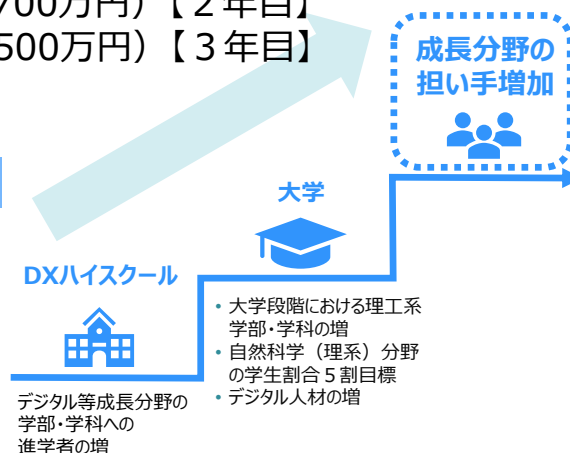 700万円)【2年目】
500万円)【3年目】
成長分野の
担い手増加
大学
DXハイスクール
・大学段階における理工系
学部・学科の増
・自然科学（理系）分野
の学生割合５割目標
・デジタル人材の増
デジタル等成長分野の
学部・学科への
進学者の増